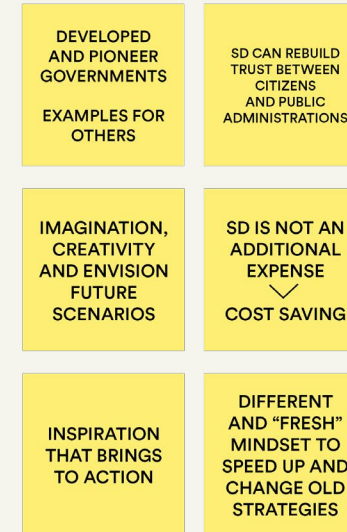 DEVELOPED
AND PIONEER
GOVERNMENTS
EXAMPLES FOR
OTHERS
SD CAN REBUILD
TRUST BETWEEN
CITIZENS
AND PUBLIC
ADMINISTRATIONS
IMAGINATION,
CREATIVITY
AND ENVISION
FUTURE
SCENARIOS
SD IS NOT AN
ADDITIONAL
EXPENSE
COST SAVING
INSPIRATION
THAT BRINGS
TO ACTION
DIFFERENT
AND “FRESH”
MINDSET TO
SPEED UP AND
CHANGE OLD
STRATEGIES